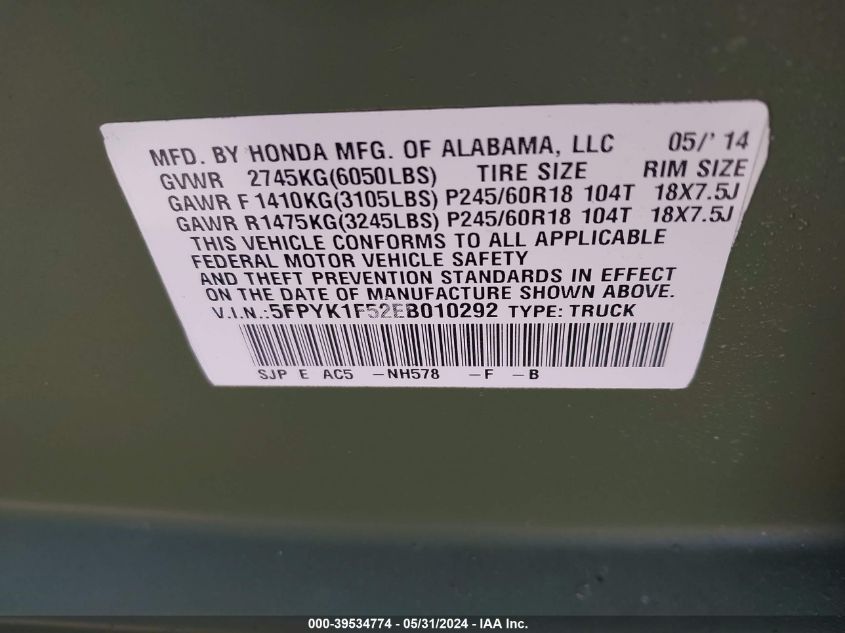 MFD. BY HONDA MFG. OF ALABAMA, LLC 05/' 14
GVWR 2745KG(6050LBS) TIRE SIZE RIM SIZE
GAWR F 1410KG(3105LBS) P245/60R18 104T 18X7.5J
GAWR R1475KG(3245LBS) P245/60R18 104T 18X7.5J
THIS VEHICLE CONFORMS TO ALL APPLICABLE
FEDERAL MOTOR VEHICLE SAFETY
AND THEFT PREVENTION STANDARDS IN EFFECT
ON THE DATE OF MANUFACTURE SHOWN ABOVE.
V.I.N.:5FPYK1F52EB010292 TYPE: TRUCK
SJP E AC5 -NH578 -F -B
000-39534774 - 05/31/2024 - IAA Inc.